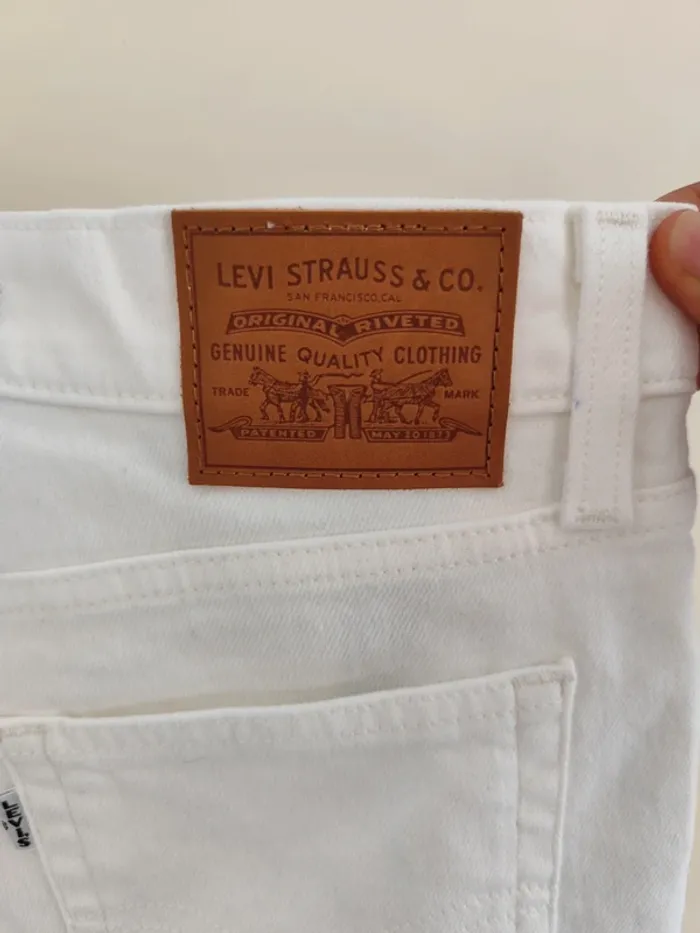 LEVI STRAUSS & CO.
SAN FRANCISCO, CAL
ORIGINAL RIVETED
GENUINE QUALITY CLOTHING
TRADE MARK
PATENTED MAY 20 1873
LEVI'S